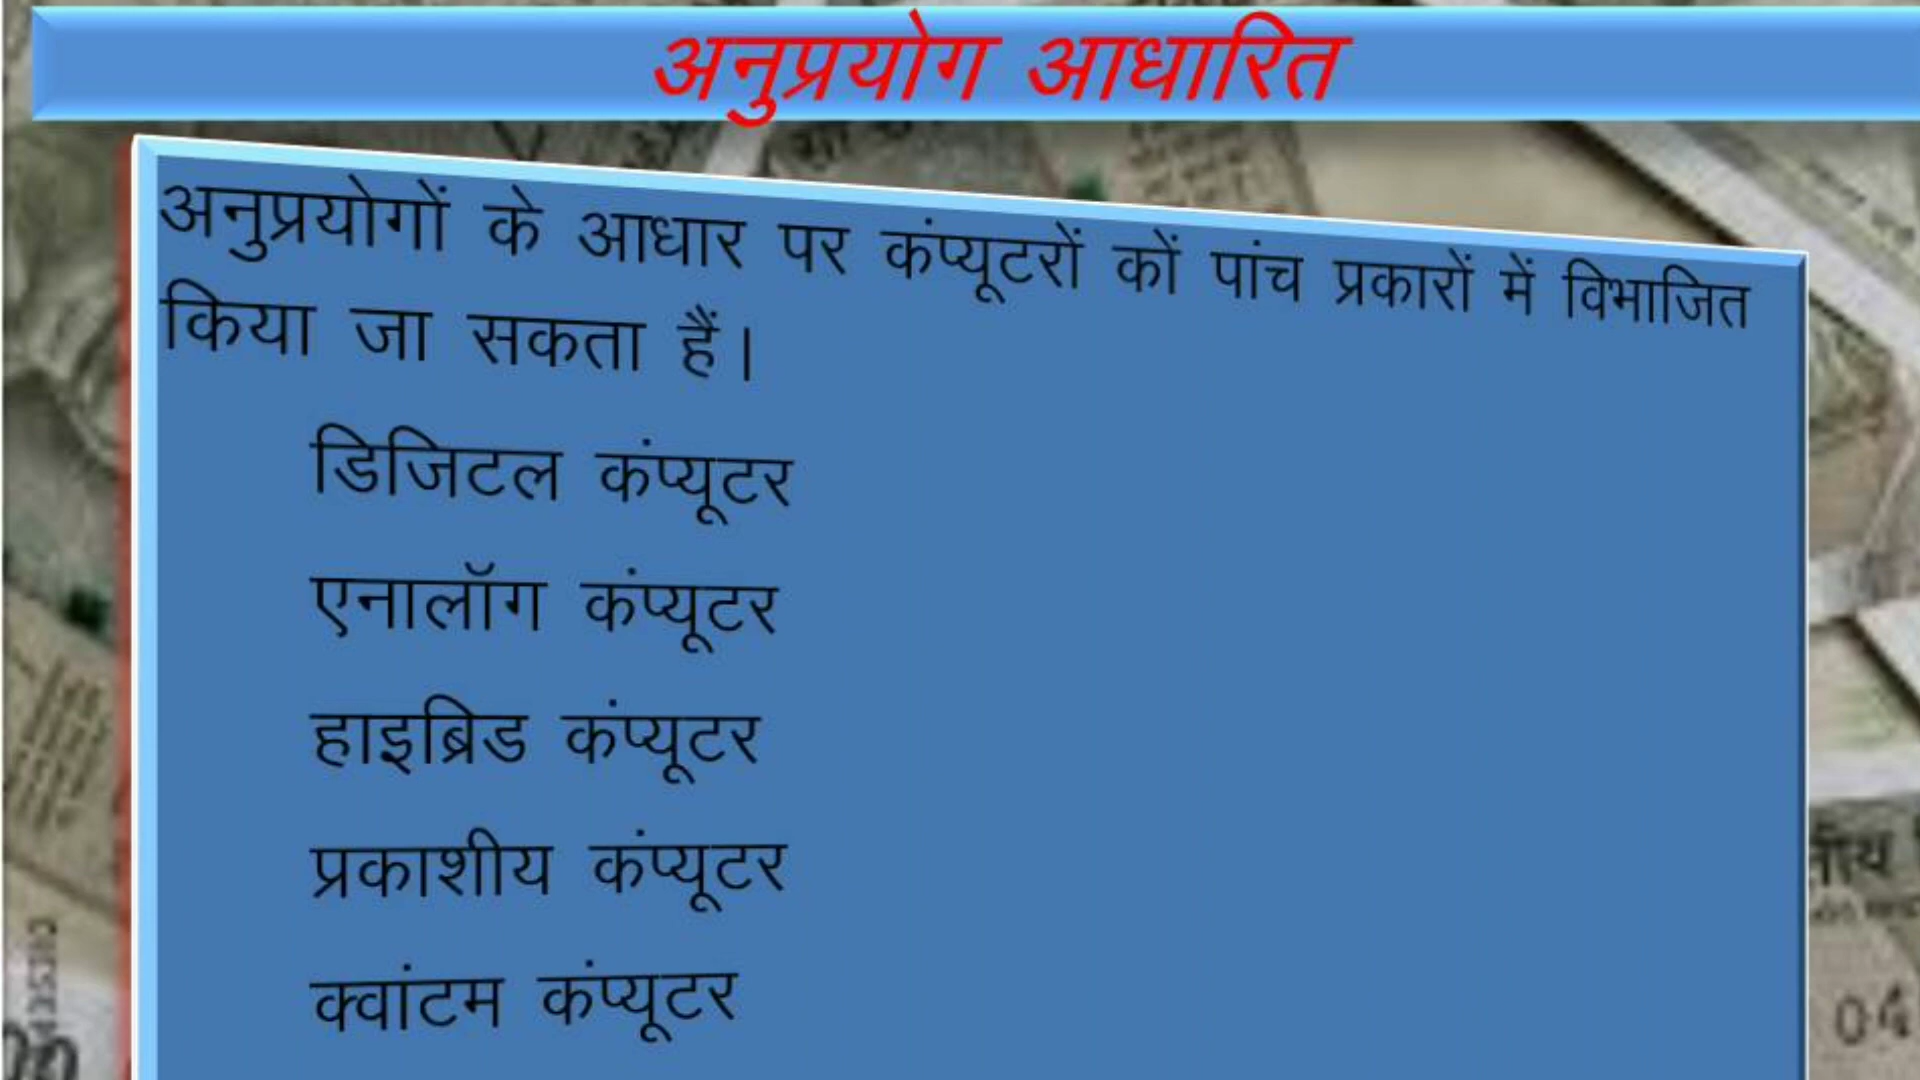 अनुप्रयोग आधारित
अनुप्रयोगों के आधार पर कंप्यूटरों कों पांच प्रकारों में विभाजित
किया जा सकता हैं।
डिजिटल कंप्यूटर
एनालॉग कंप्यूटर
हाइब्रिड कंप्यूटर
प्रकाशीय कंप्यूटर
क्वांटम कंप्यूटर
04